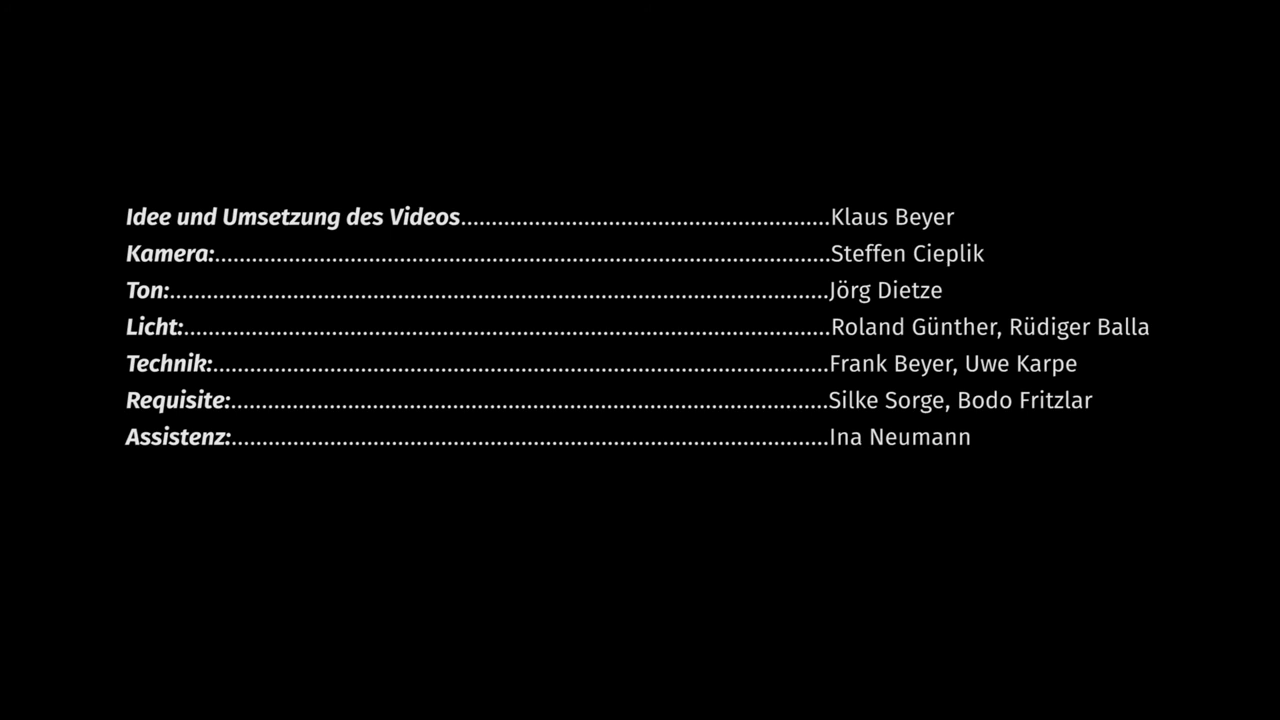 Idee und Umsetzung des Videos................................................Klaus Beyer
Kamera:................................................................................Steffen Cieplik
Ton:......................................................................................Jörg Dietze
Licht:....................................................................................Roland Günther, Rüdiger Balla
Technik:................................................................................Frank Beyer, Uwe Karpe
Requisite:..............................................................................Silke Sorge, Bodo Fritzlar
Assistenz:..............................................................................Ina Neumann